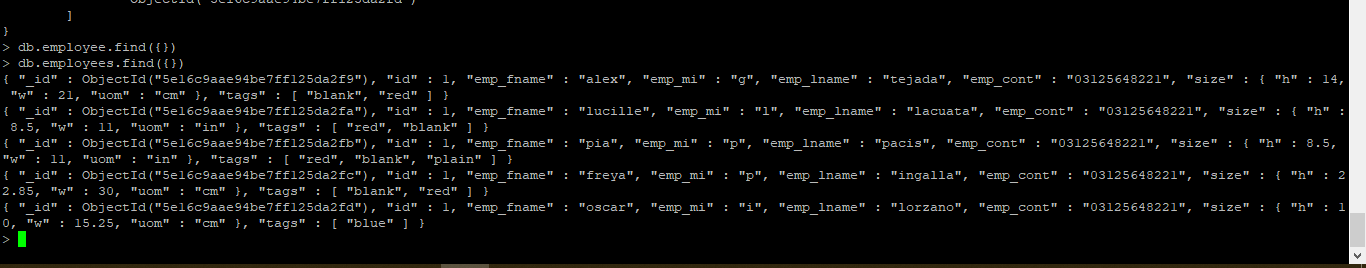 ]
}
> db.employee.find({})
> db.employees.find({})
{ "_id" : ObjectId("5e16c9aae94be7ff125da2f9"), "id" : 1, "emp_fname" : "alex", "emp_mi" : "g", "emp_lname" : "tejada", "emp_cont" : "03125648221", "size" : { "h" : 14,
"w" : 21, "uom" : "cm" }, "tags" : [ "blank", "red" ] }
{ "_id" : ObjectId("5e16c9aae94be7ff125da2fa"), "id" : 1, "emp_fname" : "lucille", "emp_mi" : "l", "emp_lname" : "lacuata", "emp_cont" : "03125648221", "size" : { "h" :
8.5, "w" : 11, "uom" : "in" }, "tags" : [ "red", "blank" ] }
{ "_id" : ObjectId("5e16c9aae94be7ff125da2fb"), "id" : 1, "emp_fname" : "pia", "emp_mi" : "p", "emp_lname" : "pacis", "emp_cont" : "03125648221", "size" : { "h" : 8.5,
"w" : 11, "uom" : "in" }, "tags" : [ "red", "blank", "plain" ] }
{ "_id" : ObjectId("5e16c9aae94be7ff125da2fc"), "id" : 1, "emp_fname" : "freya", "emp_mi" : "p", "emp_lname" : "ingalla", "emp_cont" : "03125648221", "size" : { "h" : 2
2.85, "w" : 30, "uom" : "cm" }, "tags" : [ "blank", "red" ] }
{ "_id" : ObjectId("5e16c9aae94be7ff125da2fd"), "id" : 1, "emp_fname" : "oscar", "emp_mi" : "i", "emp_lname" : "lorzano", "emp_cont" : "03125648221", "size" : { "h" : 1
0, "w" : 15.25, "uom" : "cm" }, "tags" : [ "blue" ] }
>